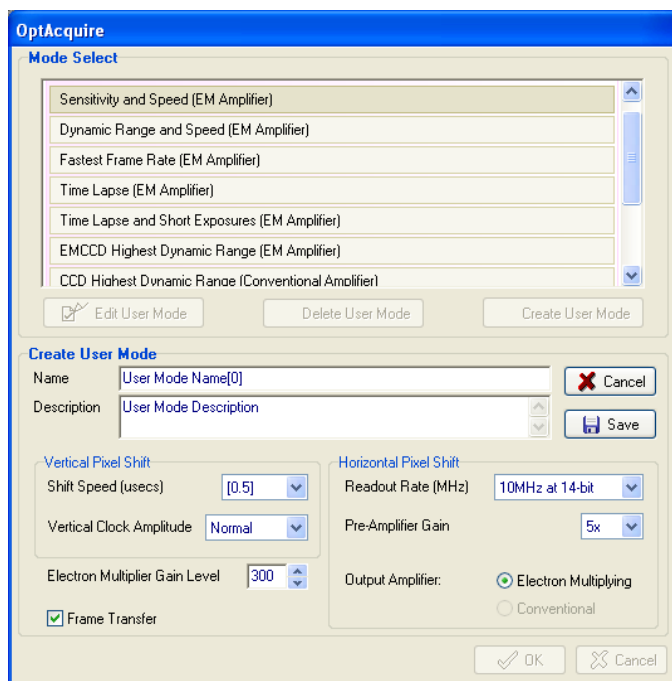 OptAcquire
Mode Select
Sensitivity and Speed (EM Amplifier)
Dynamic Range and Speed (EM Amplifier)
Fastest Frame Rate (EM Amplifier)
Time Lapse (EM Amplifier)
Time Lapse and Short Exposures (EM Amplifier)
EMCCD Highest Dynamic Range (EM Amplifier)
CCD Highest Dynamic Range (Conventional Amplifier)
Edit User Mode Delete User Mode Create User Mode
Create User Mode
Name User Mode Name[0] Cancel
Description User Mode Description Save
Vertical Pixel Shift Horizontal Pixel Shift
Shift Speed (usecs) [0.5] Readout Rate (MHz) 10MHz at 14-bit
Vertical Clock Amplitude Normal Pre-Amplifier Gain 5x
Electron Multiplier Gain Level 300 Output Amplifier: Electron Multiplying
Conventional
Frame Transfer
OK Cancel